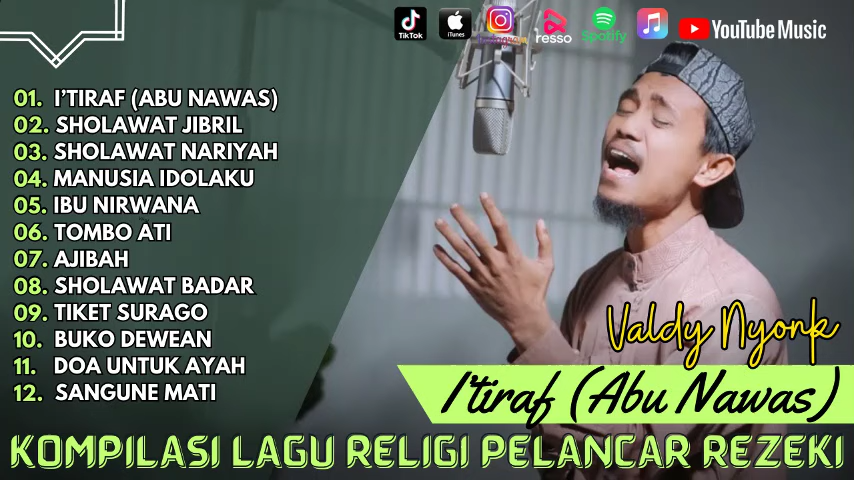 TikTok
iTunes
Instagram
resso
Spotify
YouTube Music
01. I'TIRAF (ABU NAWAS)
02. SHOLAWAT JIBRIL
03. SHOLAWAT NARIYAH
04. MANUSIA IDOLAKU
05. IBU NIRWANA
06. TOMBO ATI
07. AJIBAH
08. SHOLAWAT BADAR
09. TIKET SURAGO
10. BUKO DEWEAN
11. DOA UNTUK AYAH
12. SANGUNE MATI
Valdy Nyonk
I'tiraf (Abu Nawas)
KOMPILASI LAGU RELIGI PELANCAR REZEKI